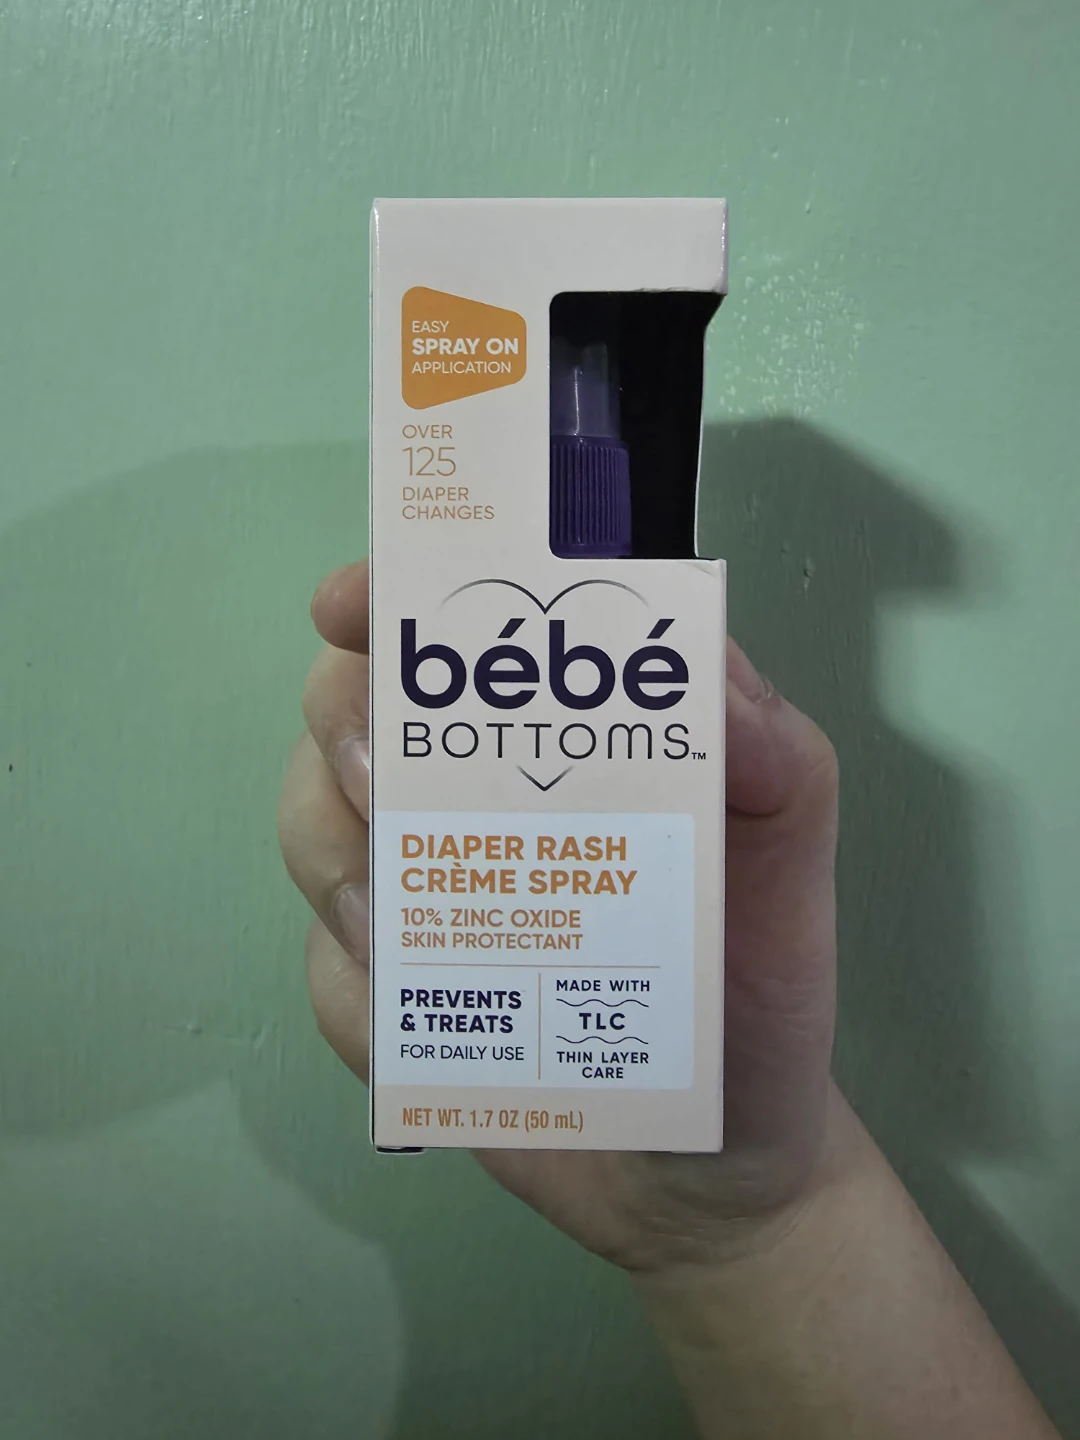 EASY
SPRAY ON
APPLICATION
OVER
125
DIAPER
CHANGES
bébé
BOTTOMS™
DIAPER RASH
CRÈME SPRAY
10% ZINC OXIDE
SKIN PROTECTANT
PREVENTS
& TREATS
FOR DAILY USE
MADE WITH
TLC
THIN LAYER
CARE
NET WT. 1.7 OZ (50 mL)